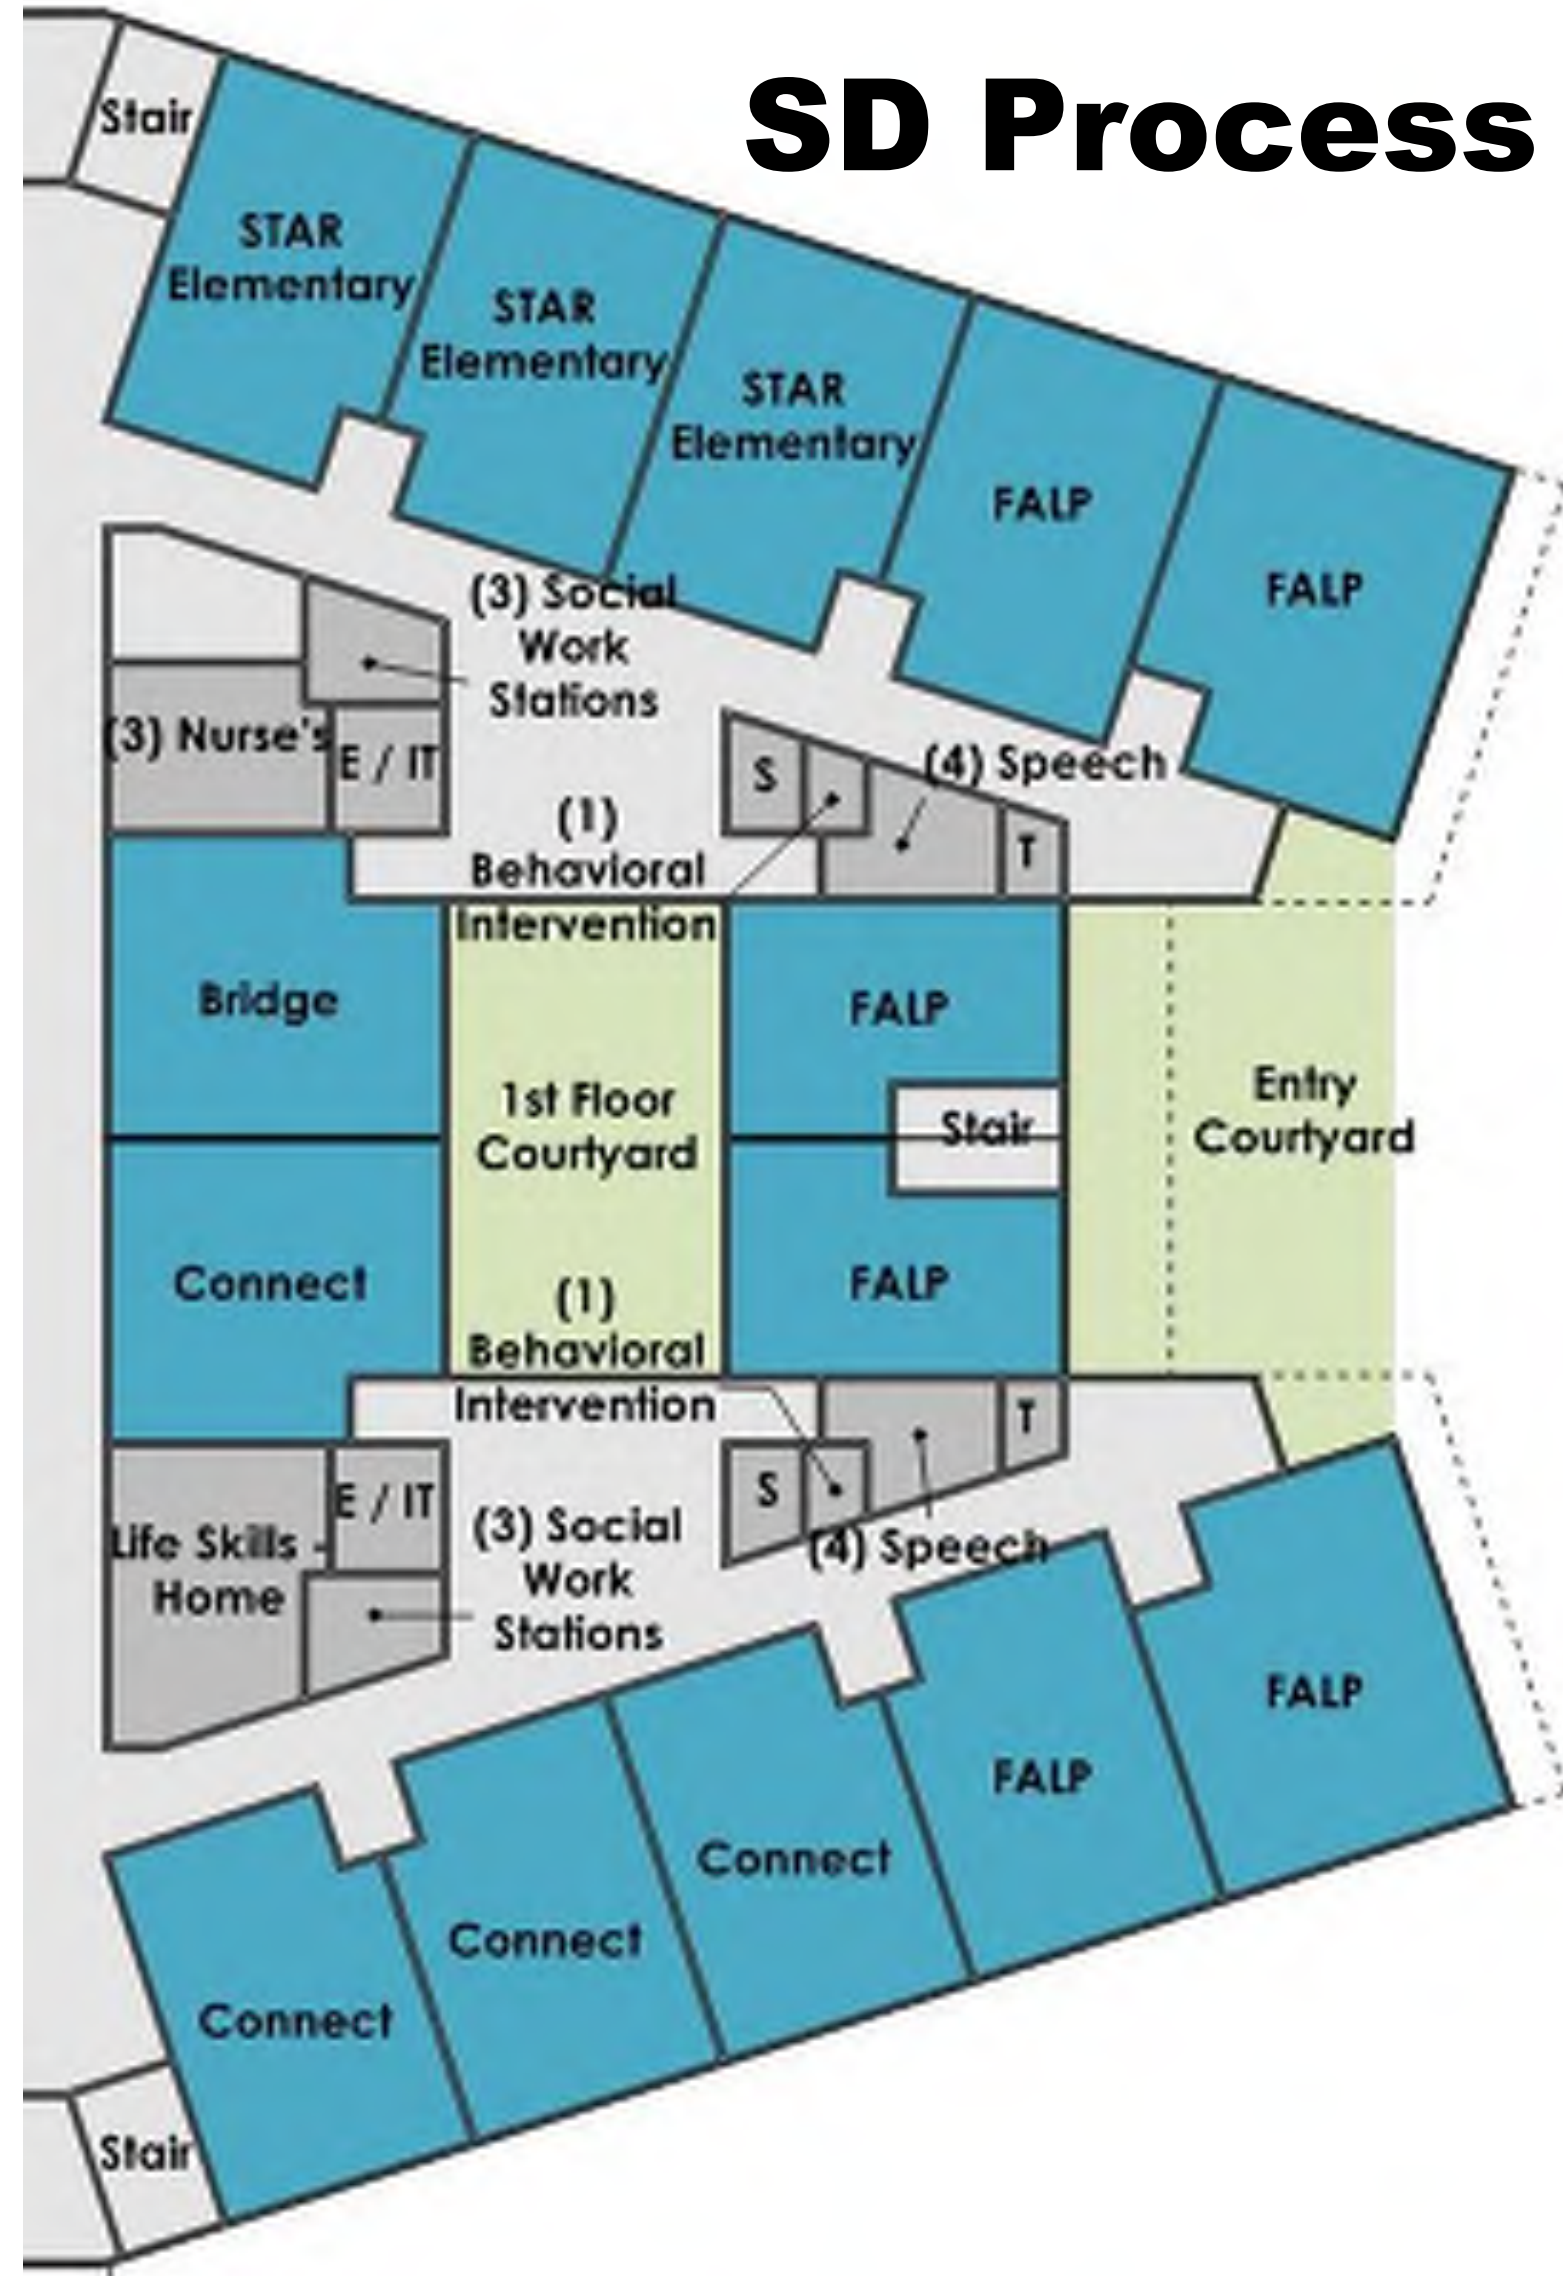 SD Process
Stair
STAR
Elementary
STAR
Elementary
STAR
Elementary
FALP
FALP
(3) Social
Work
Stations
(3) Nurse's
E / IT
S
(4) Speech
T
(1)
Behavioral
Intervention
Bridge
FALP
1st Floor
Courtyard
Stair
Entry
Courtyard
Connect
FALP
(1)
Behavioral
Intervention
T
S
E / IT
Life Skills -
Home
(3) Social
Work
Stations
(4) Speech
FALP
FALP
Connect
Connect
Connect
Stair